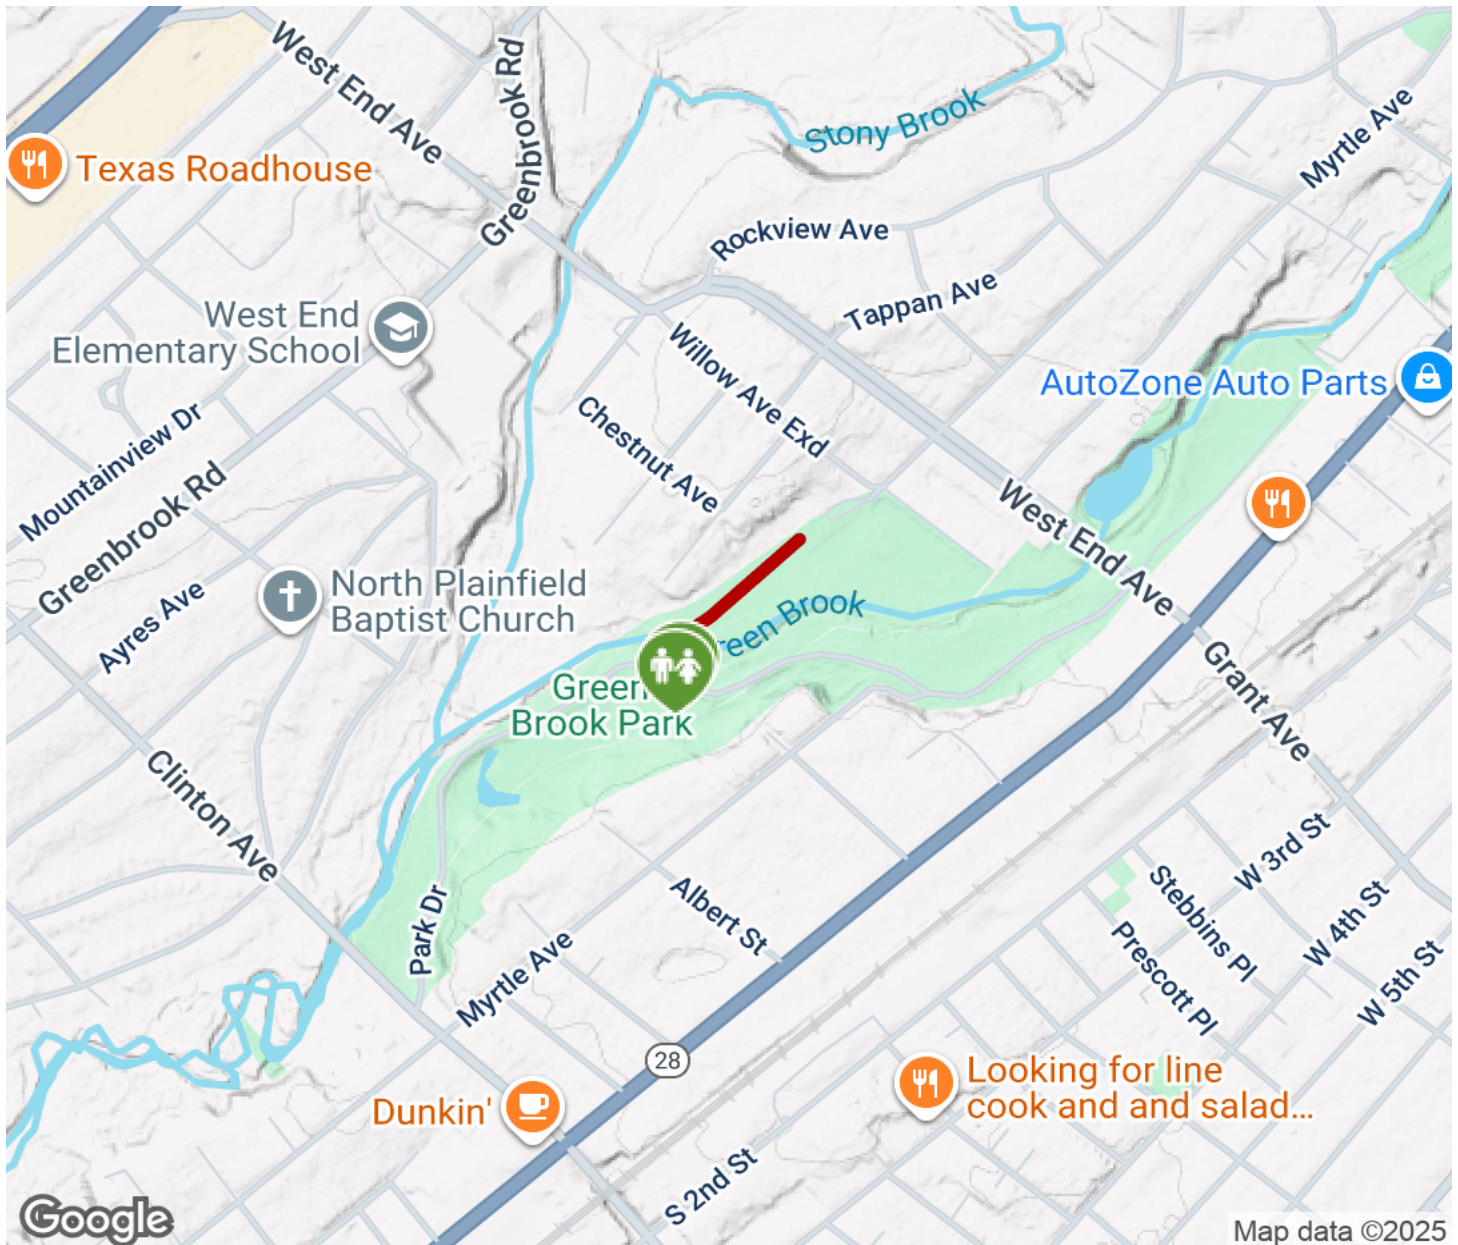 West End Ave
Greenbrook Rd
Stony Brook
Myrtle Ave
Texas Roadhouse
Rockview Ave
Tappan Ave
West End
Elementary School
Willow Ave Exd
AutoZone Auto Parts
Chestnut Ave
Mountainview Dr
Greenbrook Rd
West End Ave
North Plainfield
Baptist Church
Ayres Ave
reen Brook
Green
Brook Park
Grant Ave
Clinton Ave
W 3rd St
Stebbins Pl
Albert St
W 4th St
Park Dr
Myrtle Ave
Prescott Pl
W 5th St
28
Looking for line
cook and and salad...
Dunkin'
S 2nd St
Google
Map data ©2025